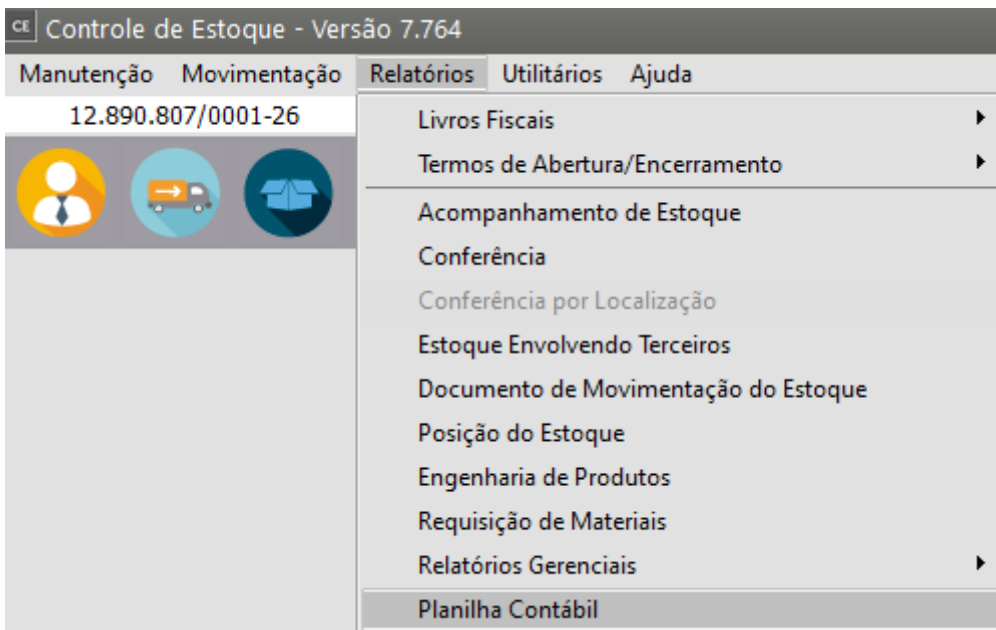 CE Controle de Estoque - Versão 7.764
Manutenção Movimentação Relatórios Utilitários Ajuda
12.890.807/0001-26
Livros Fiscais
Termos de Abertura/Encerramento
Acompanhamento de Estoque
Conferência
Conferência por Localização
Estoque Envolvendo Terceiros
Documento de Movimentação do Estoque
Posição do Estoque
Engenharia de Produtos
Requisição de Materiais
Relatórios Gerenciais
Planilha Contábil